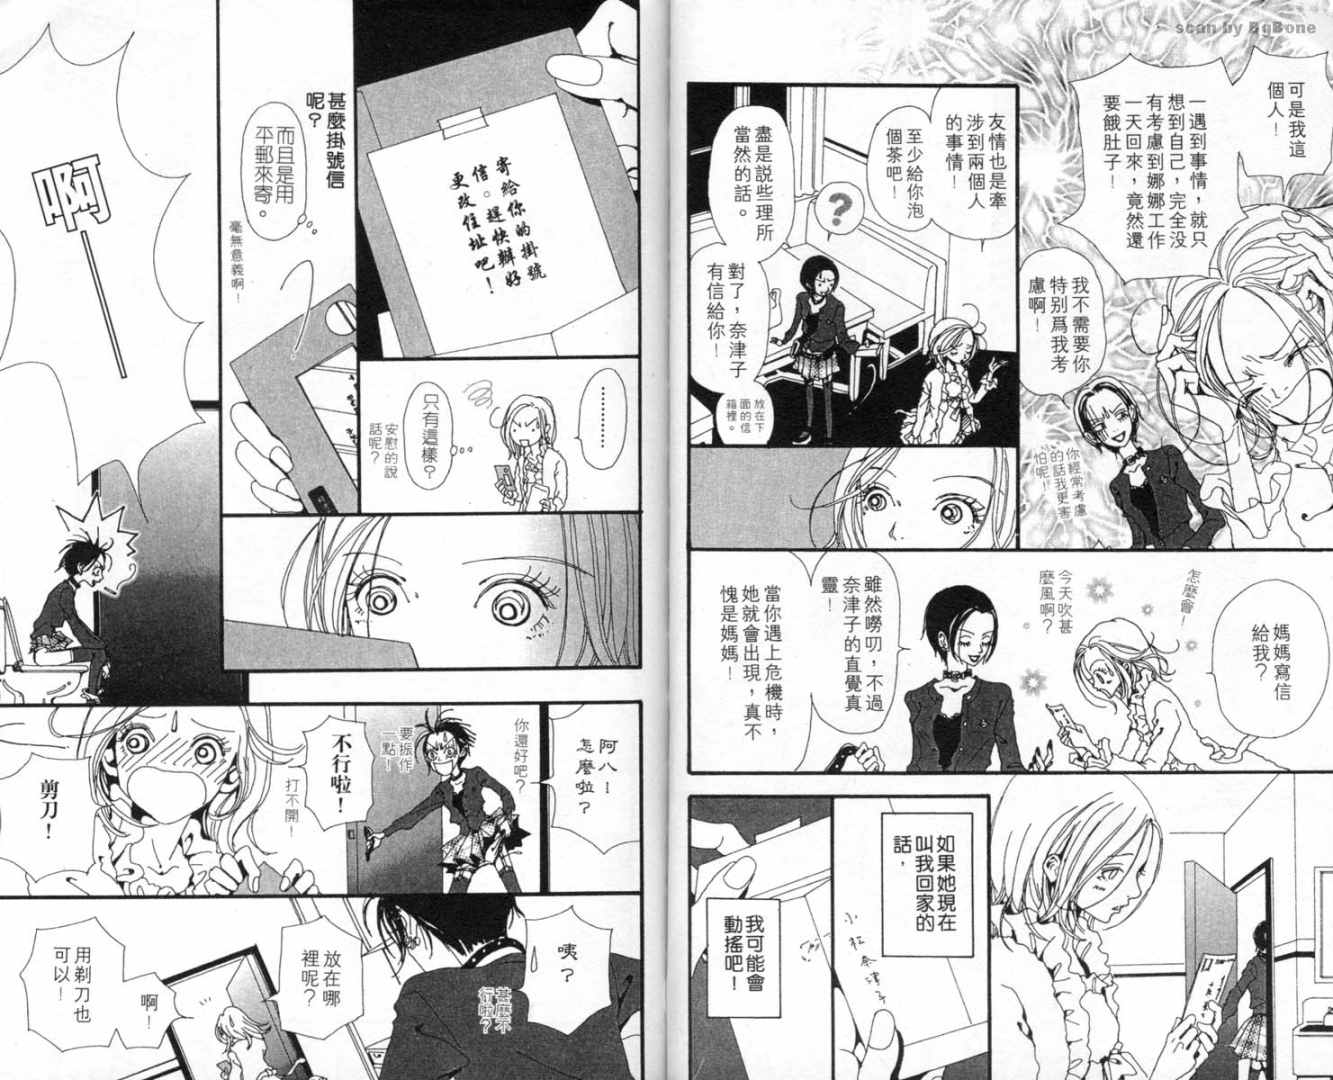 scan by BgBone
可是我這
個人！
一遇到事情，就只
想到自己，完全没
有考慮到娜娜工作
一天回來，竟然還
要餓肚子！
我不需要你
特別爲我考
慮啊！
你經常考慮
的話我更害
怕呢！
友情也是牽
涉到兩個人
的事情！
至少給你泡
個茶吧！
盡是説些理所
當然的話。
？
對了，奈津子
有信給你！
放在下
面的信
箱裡。
媽媽寫信
給我？
怎麼會！
今天吹甚
麼風啊？
雖然嘮叨，不過
奈津子的直覺真
靈！
當你遇上危機時，
她就會出現，真不
愧是媽媽！
如果她現在
叫我回家的
話，
小松奈津子
我可能會
動搖吧！
寄給你的掛號
信。趕快辦好
更改住址吧！
甚麼掛號信
呢？
而且是用
平郵來寄。
毫無意義啊！
⋯⋯⋯
只有這樣？
安慰的説
話呢？
啊——
阿八！
怎麼啦？
你還好吧？
要振作
一點！
不行啦！
打不開！
剪刀！
咦？
甚麼不
行啦？
放在哪
裡呢？
啊！
用剃刀也
可以！